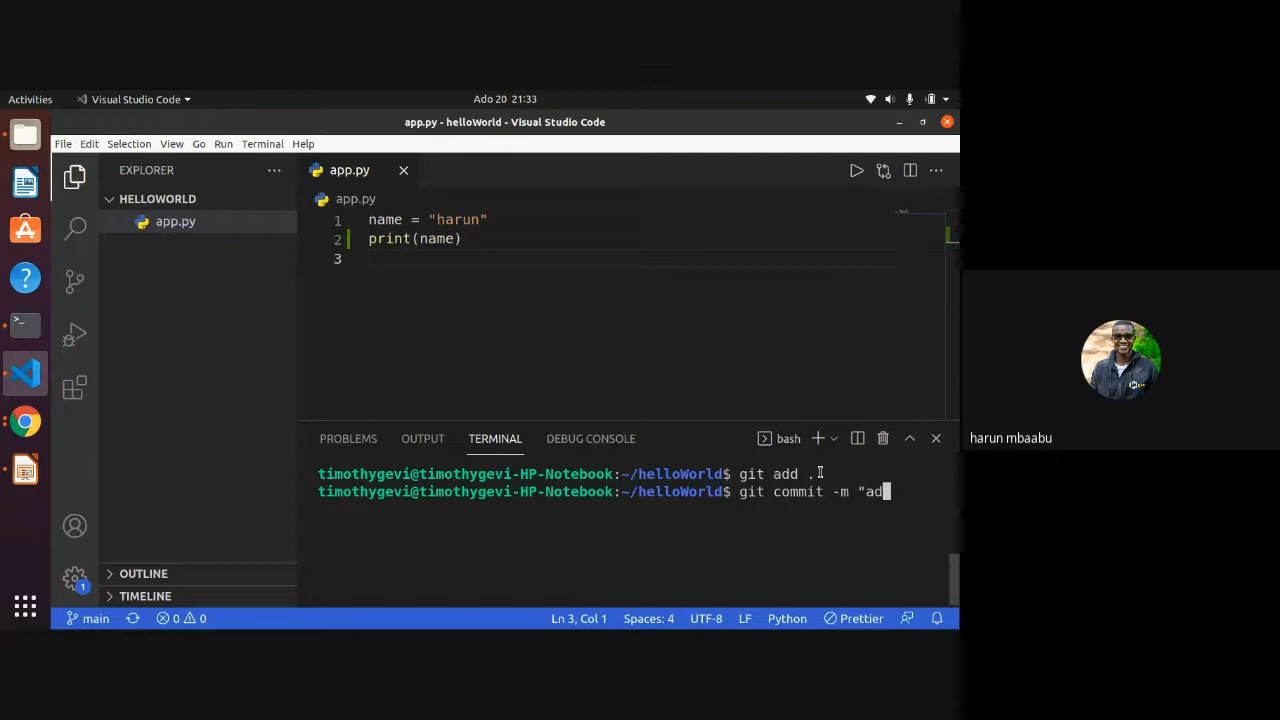 Activities
Visual Studio Code
Ado 20 21:33
app.py - helloWorld - Visual Studio Code
File Edit Selection View Go Run Terminal Help
EXPLORER
HELLOWORLD
app.py
app.py
app.py
1 name = "harun"
2 print(name)
3
PROBLEMS OUTPUT TERMINAL DEBUG CONSOLE
bash
timothygevi@timothygevi-HP-Notebook:~/helloWorld$ git add .
timothygevi@timothygevi-HP-Notebook:~/helloWorld$ git commit -m "ad
OUTLINE
TIMELINE
1
main
0 0
Ln 3, Col 1 Spaces: 4 UTF-8 LF Python Prettier
harun mbaabu